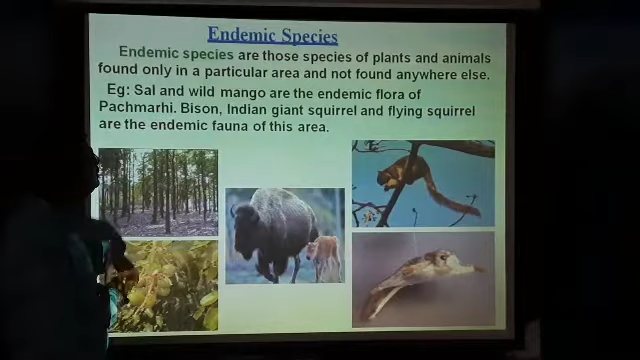 Endemic Species
Endemic species are those species of plants and animals
found only in a particular area and not found anywhere else.
Eg: Sal and wild mango are the endemic flora of
Pachmarhi. Bison, Indian giant squirrel and flying squirrel
are the endemic fauna of this area.